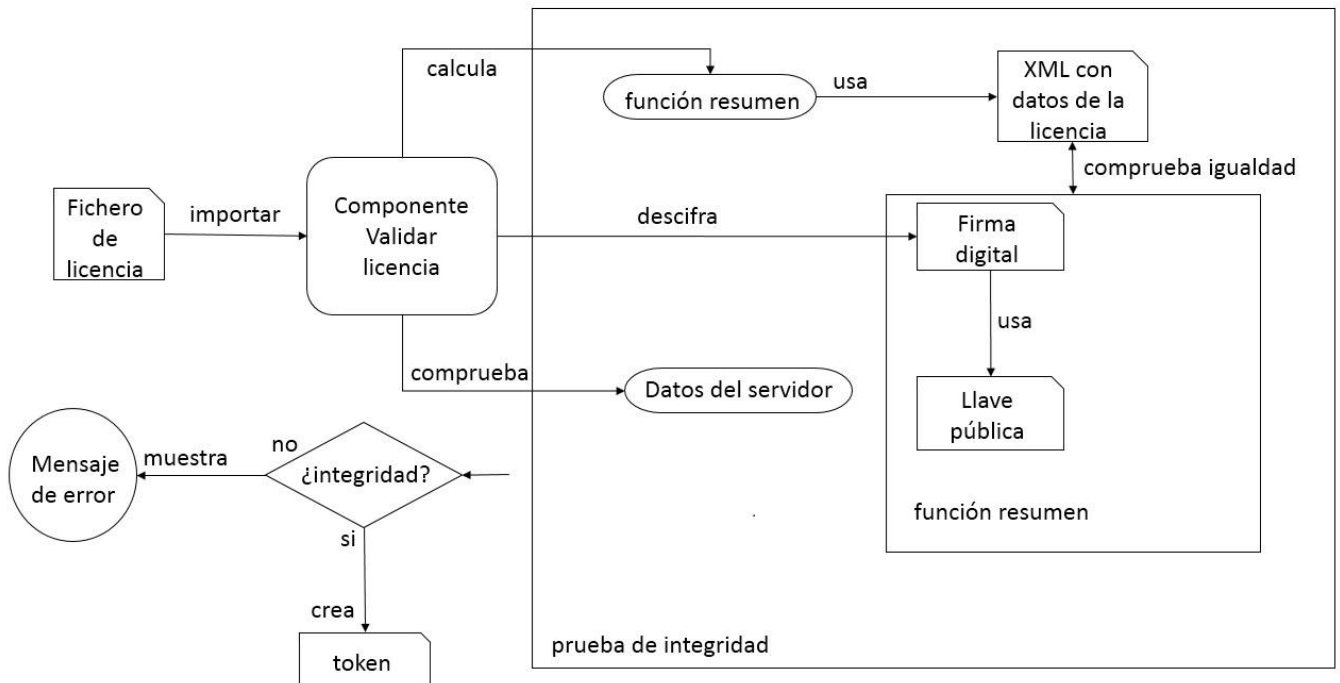 calcula
función resumen
usa
XML con
datos de la
licencia
comprueba igualdad
Fichero
de
licencia
importar
Componente
Validar
licencia
descifra
Firma
digital
usa
Llave
pública
función resumen
comprueba
Datos del servidor
Mensaje
de error
muestra
no
¿integridad?
si
crea
token
prueba de integridad